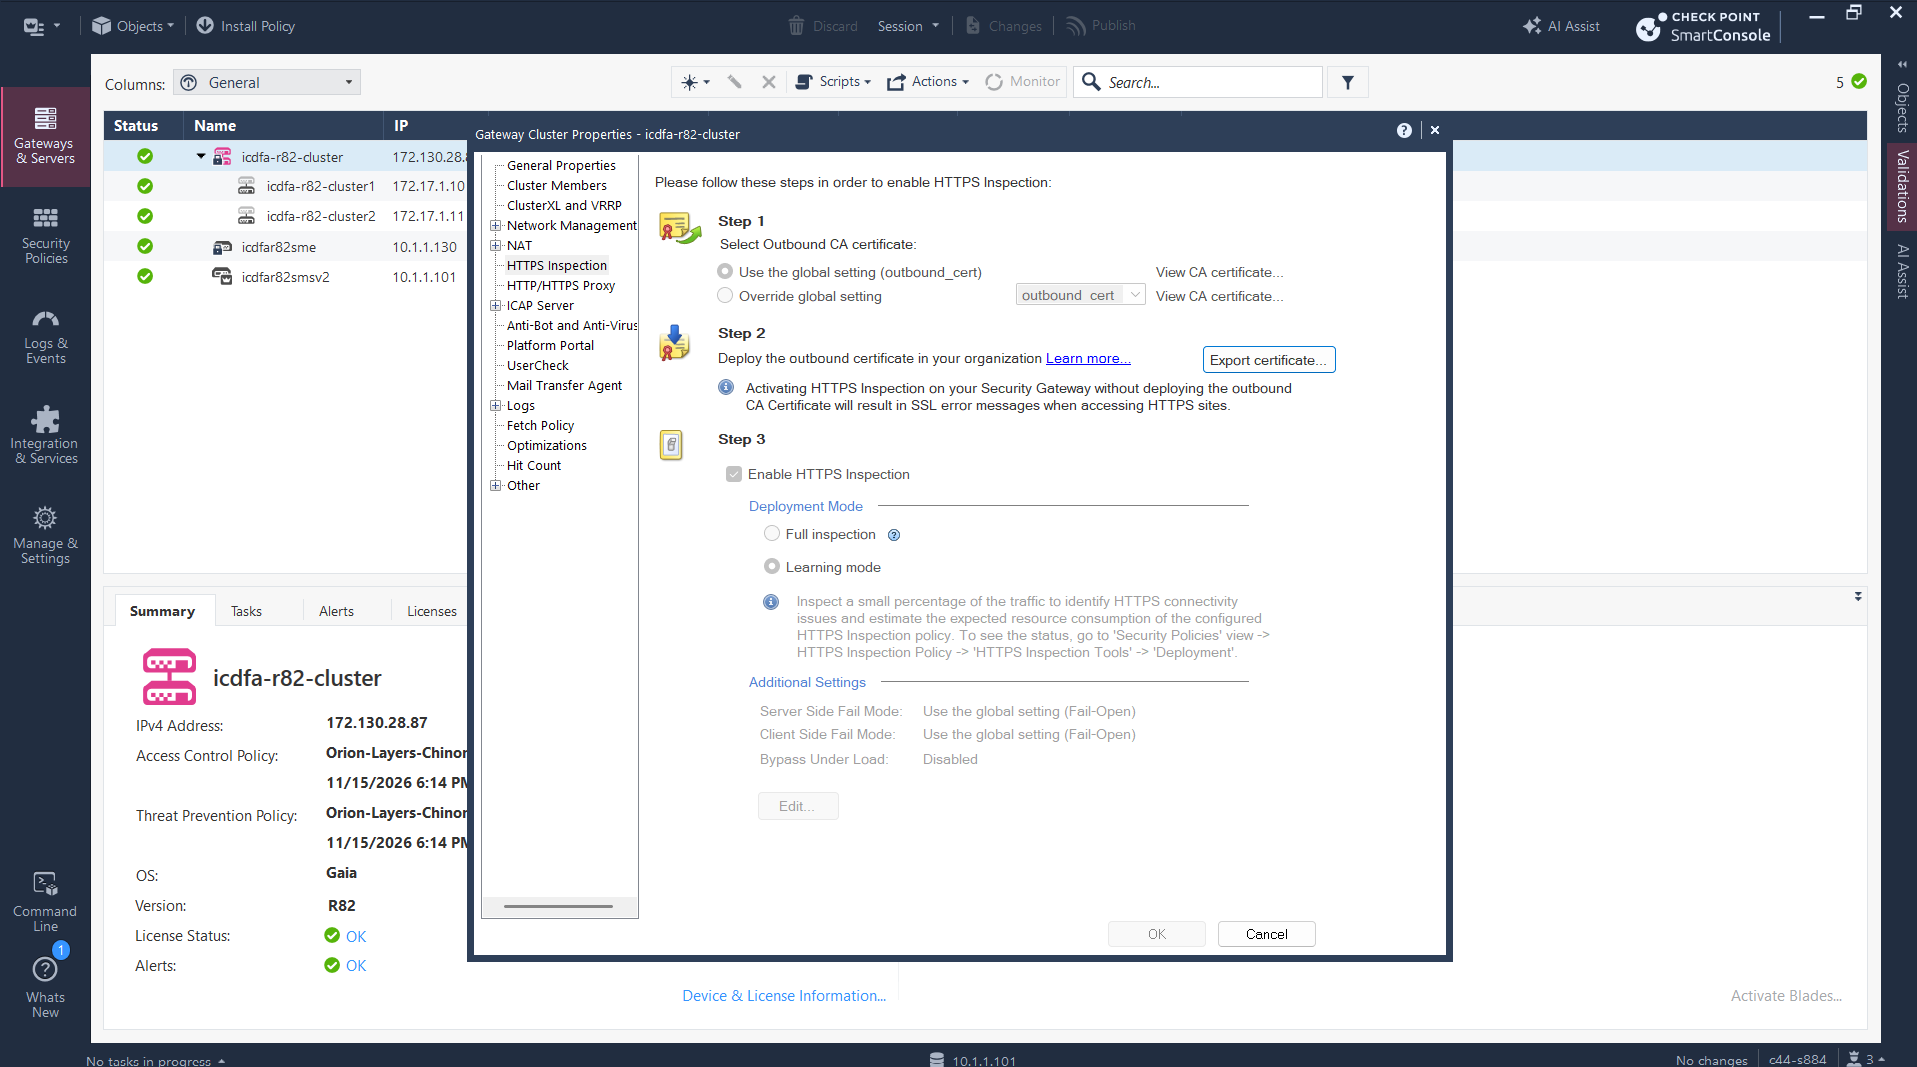 Objects
Install Policy
Discard
Session
Changes
Publish
AI Assist
CHECK POINT
SmartConsole
Columns:
General
Scripts
Actions
Monitor
Search...
5
Gateways
& Servers
Security
Policies
Logs &
Events
Integration
& Services
Manage &
Settings
Command
Line
1
Whats
New
Objects
Validations
AI Assist
Status Name IP
icdfa-r82-cluster 172.130.28.8
icdfa-r82-cluster1 172.17.1.10
icdfa-r82-cluster2 172.17.1.11
icdfar82sme 10.1.1.130
icdfar82smsv2 10.1.1.101
Gateway Cluster Properties - icdfa-r82-cluster
General Properties
Cluster Members
ClusterXL and VRRP
Network Management
NAT
HTTPS Inspection
HTTP/HTTPS Proxy
ICAP Server
Anti-Bot and Anti-Virus
Platform Portal
UserCheck
Mail Transfer Agent
Logs
Fetch Policy
Optimizations
Hit Count
Other
Please follow these steps in order to enable HTTPS Inspection:
Step 1
Select Outbound CA certificate:
Use the global setting (outbound_cert) View CA certificate...
Override global setting outbound cert View CA certificate...
Step 2
Deploy the outbound certificate in your organization Learn more... Export certificate...
Activating HTTPS Inspection on your Security Gateway without deploying the outbound
CA Certificate will result in SSL error messages when accessing HTTPS sites.
Step 3
Enable HTTPS Inspection
Deployment Mode
Full inspection
Learning mode
Inspect a small percentage of the traffic to identify HTTPS connectivity
issues and estimate the expected resource consumption of the configured
HTTPS Inspection policy. To see the status, go to 'Security Policies' view ->
HTTPS Inspection Policy -> 'HTTPS Inspection Tools' -> 'Deployment'.
Additional Settings
Server Side Fail Mode: Use the global setting (Fail-Open)
Client Side Fail Mode: Use the global setting (Fail-Open)
Bypass Under Load: Disabled
Edit...
OK Cancel
Summary Tasks Alerts Licenses
icdfa-r82-cluster
IPv4 Address: 172.130.28.87
Access Control Policy: Orion-Layers-Chinor
11/15/2026 6:14 PM
Threat Prevention Policy: Orion-Layers-Chinor
11/15/2026 6:14 PM
OS: Gaia
Version: R82
License Status: OK
Alerts: OK
Device & License Information...
Activate Blades...
No tasks in progress
10.1.1.101
No changes
c44-s884
3